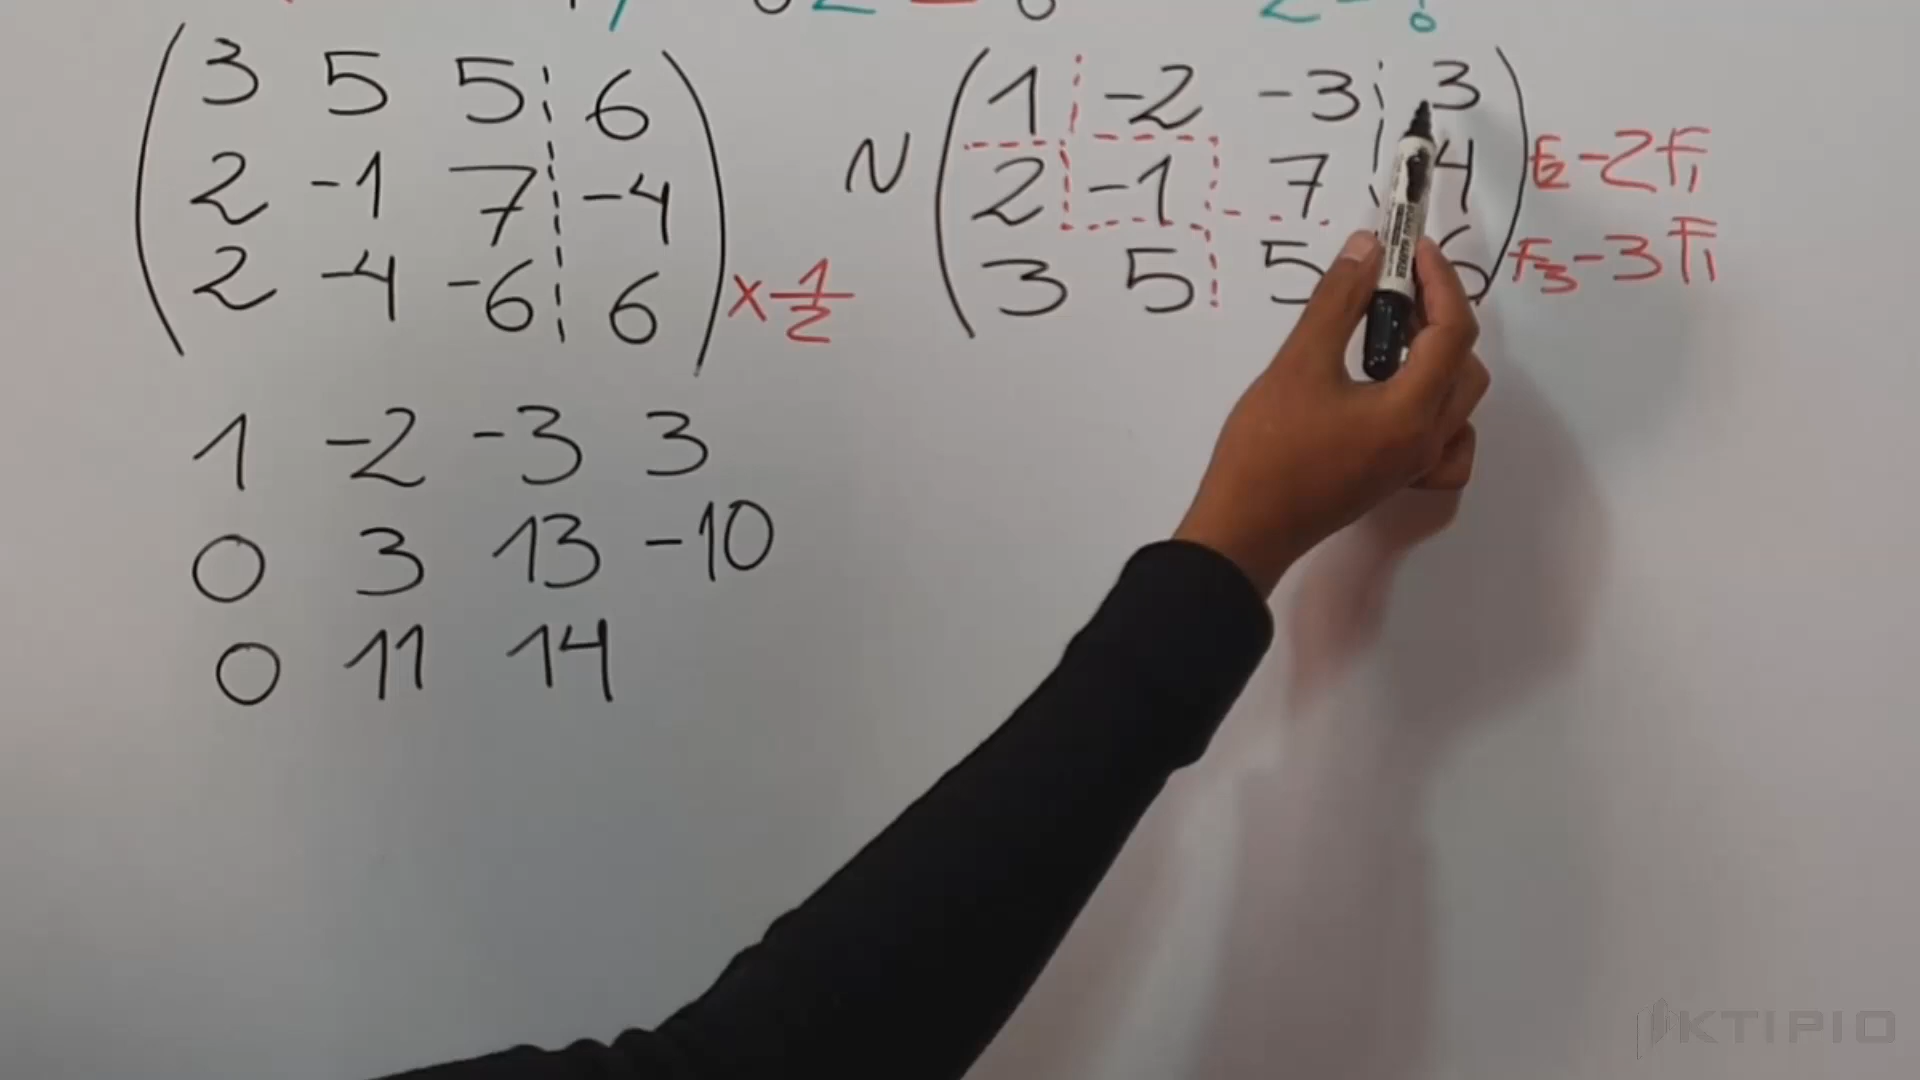 3 5 5 6
2 -1 7 -4
2 -4 -6 6
× 1/2
N
1 -2 -3 3
2 -1 7 4 F2-2F1
3 5 5 6 F3-3F1
1 -2 -3 3
0 3 13 -10
0 11 14
KTIPIO